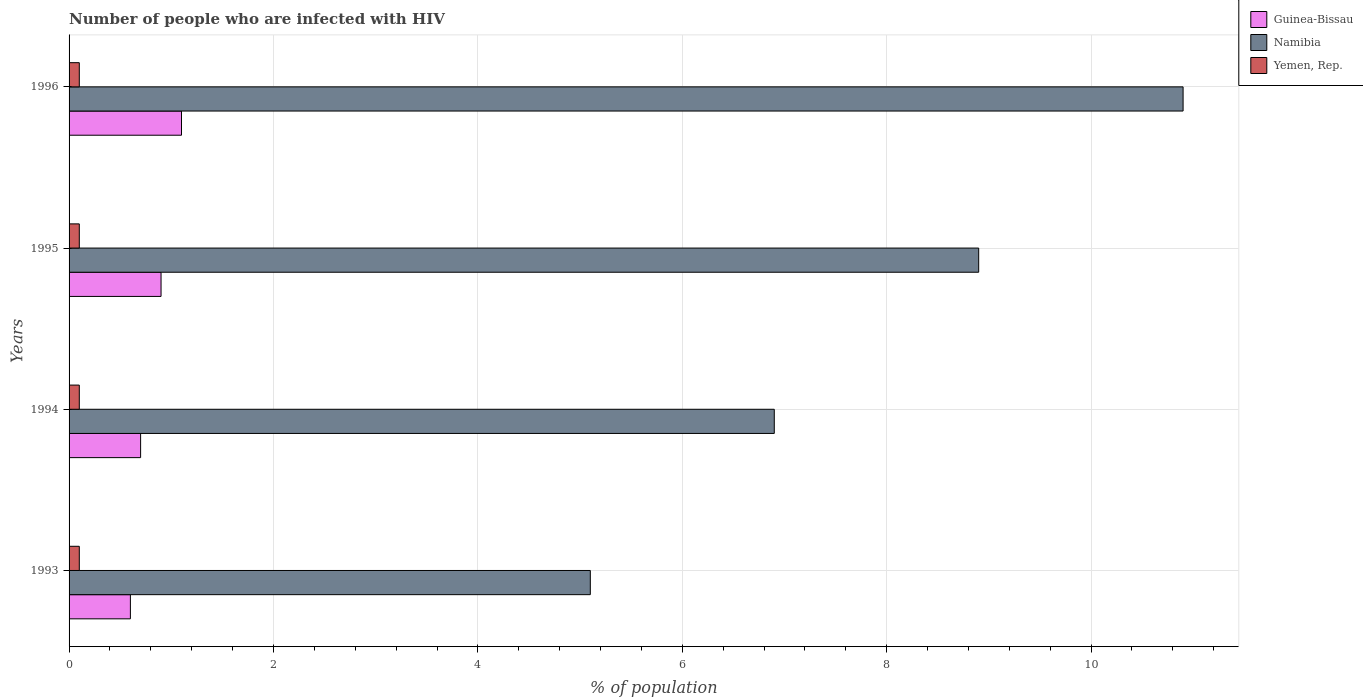 Number of people who are infected with HIV
Guinea-Bissau
Namibia
Yemen, Rep.
1996
1995
1994
1993
Years
0
2
4
6
8
10
% of population